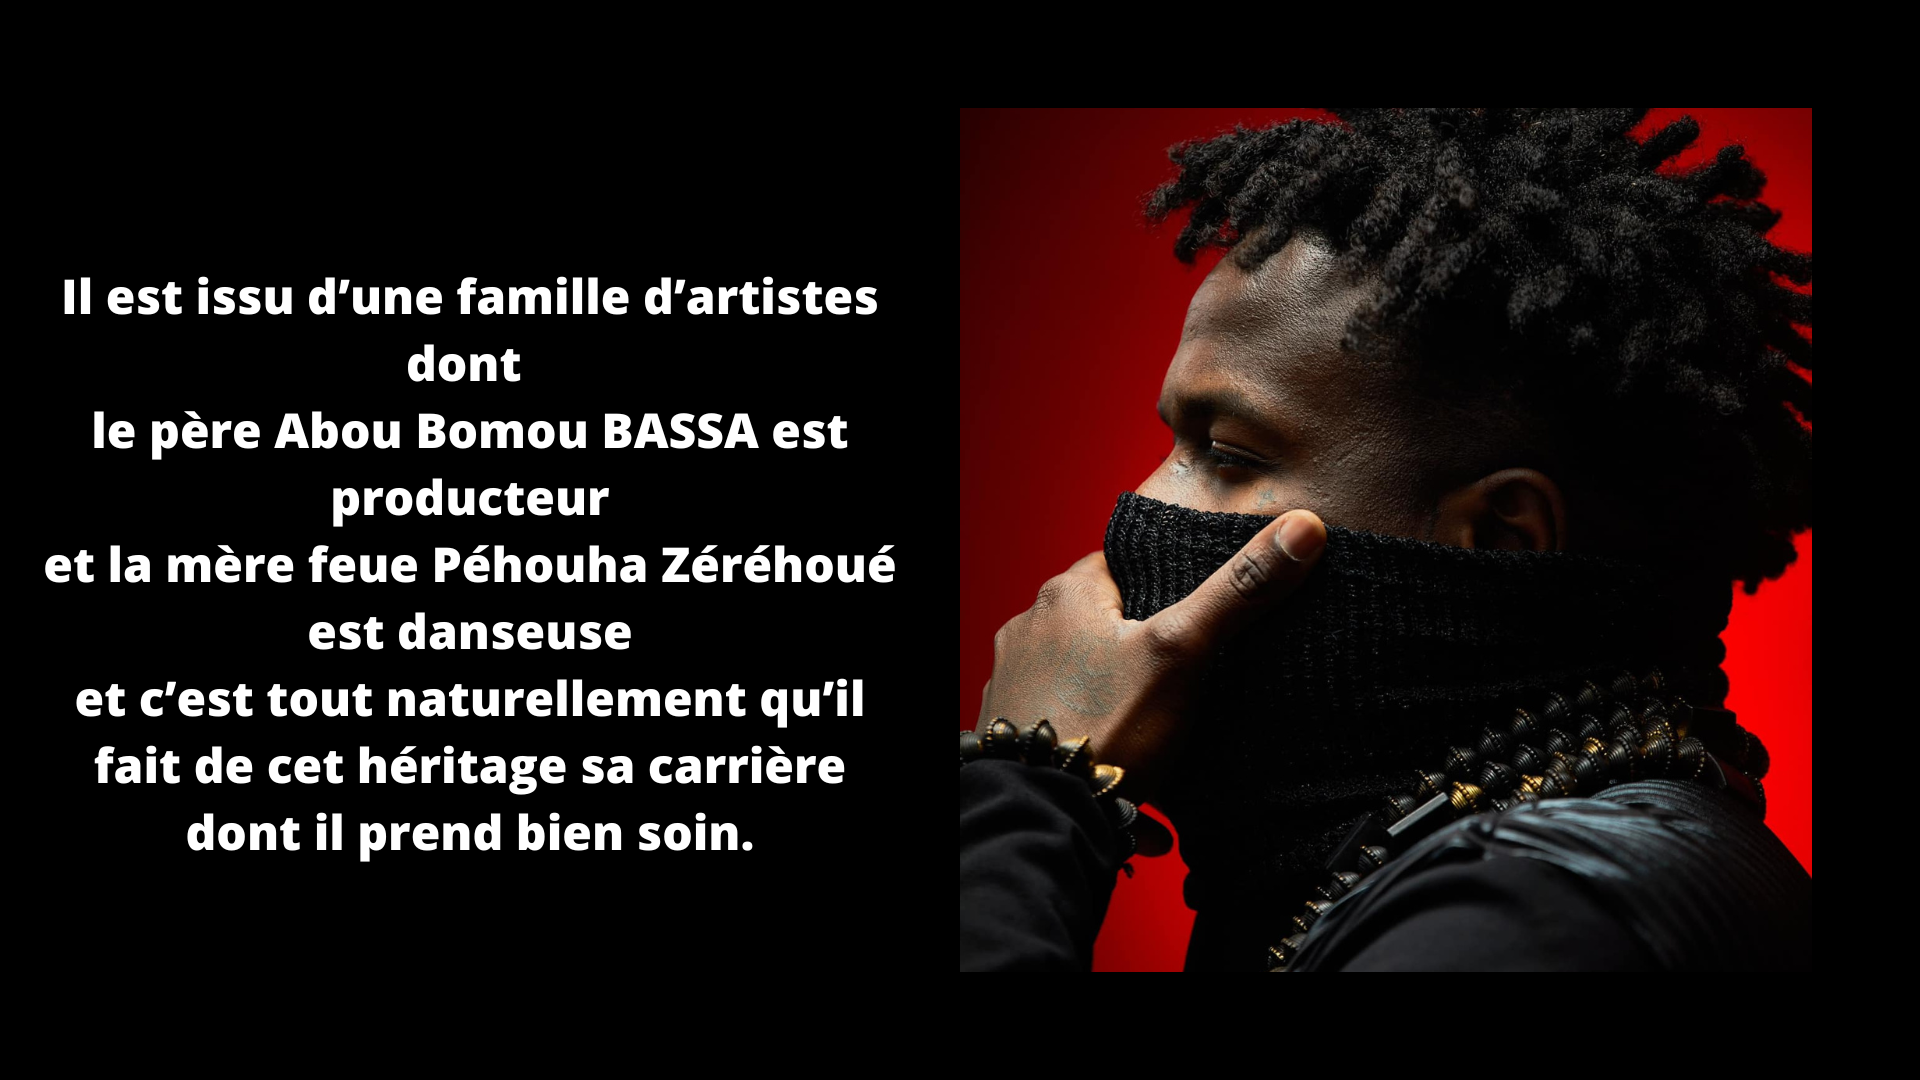 Il est issu d’une famille d’artistes
dont
le père Abou Bomou BASSA est
producteur
et la mère feue Péhouha Zéréhoué
est danseuse
et c’est tout naturellement qu’il
fait de cet héritage sa carrière
dont il prend bien soin.